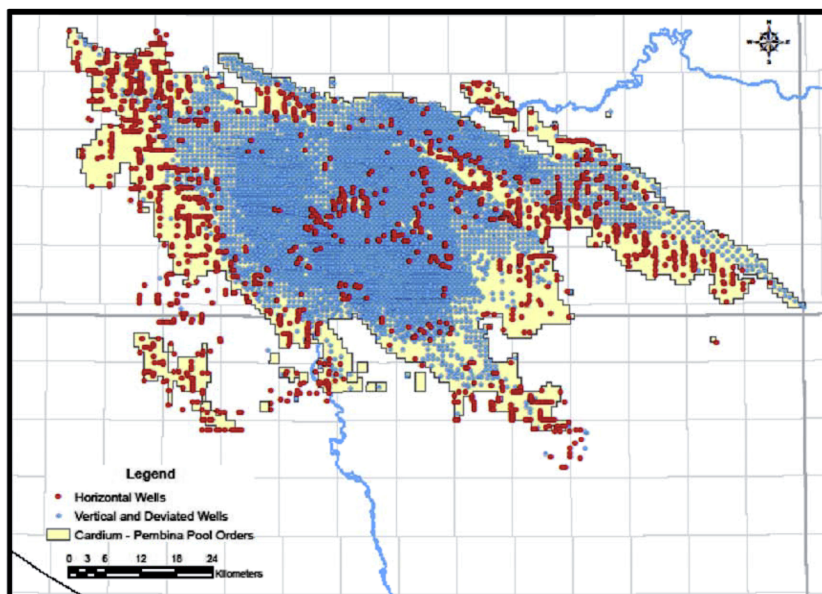 N
W E
S
Legend
Horizontal Wells
Vertical and Deviated Wells
Cardium - Pembina Pool Orders
0 3 6 12 18 24
Kilometers